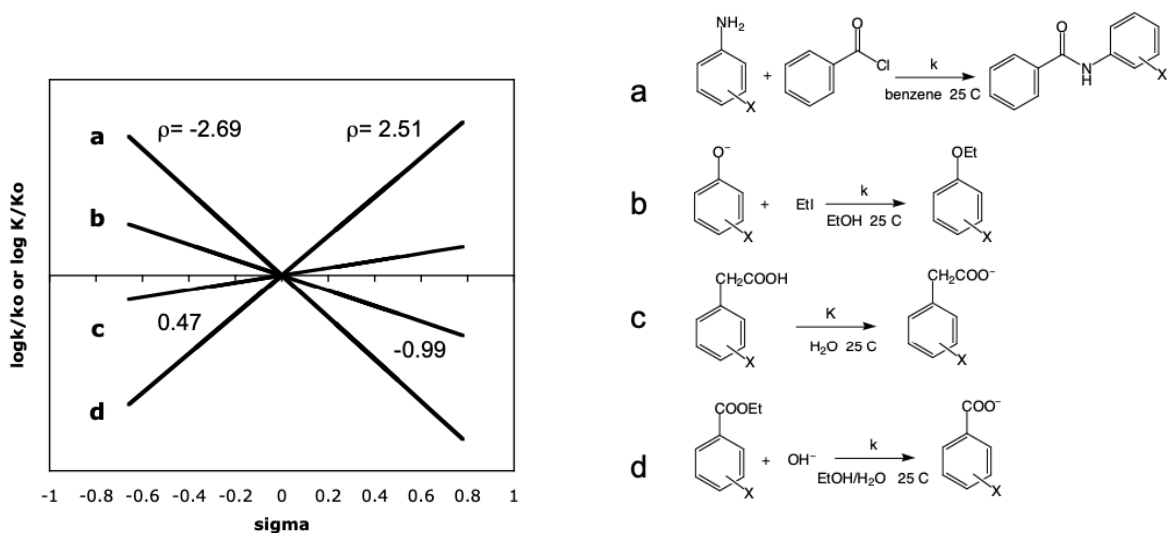 a
ρ= -2.69
ρ= 2.51
b
c
0.47
-0.99
d
logk/ko or log K/Ko
-1 -0.8 -0.6 -0.4 -0.2 0 0.2 0.4 0.6 0.8 1
sigma
a
NH₂
X
+
O
Cl
k
benzene 25 C
O
N
H
X
b
O⁻
X
+
EtI
k
EtOH 25 C
OEt
X
c
CH₂COOH
X
K
H₂O 25 C
CH₂COO⁻
X
d
COOEt
X
+
OH⁻
k
EtOH/H₂O 25 C
COO⁻
X